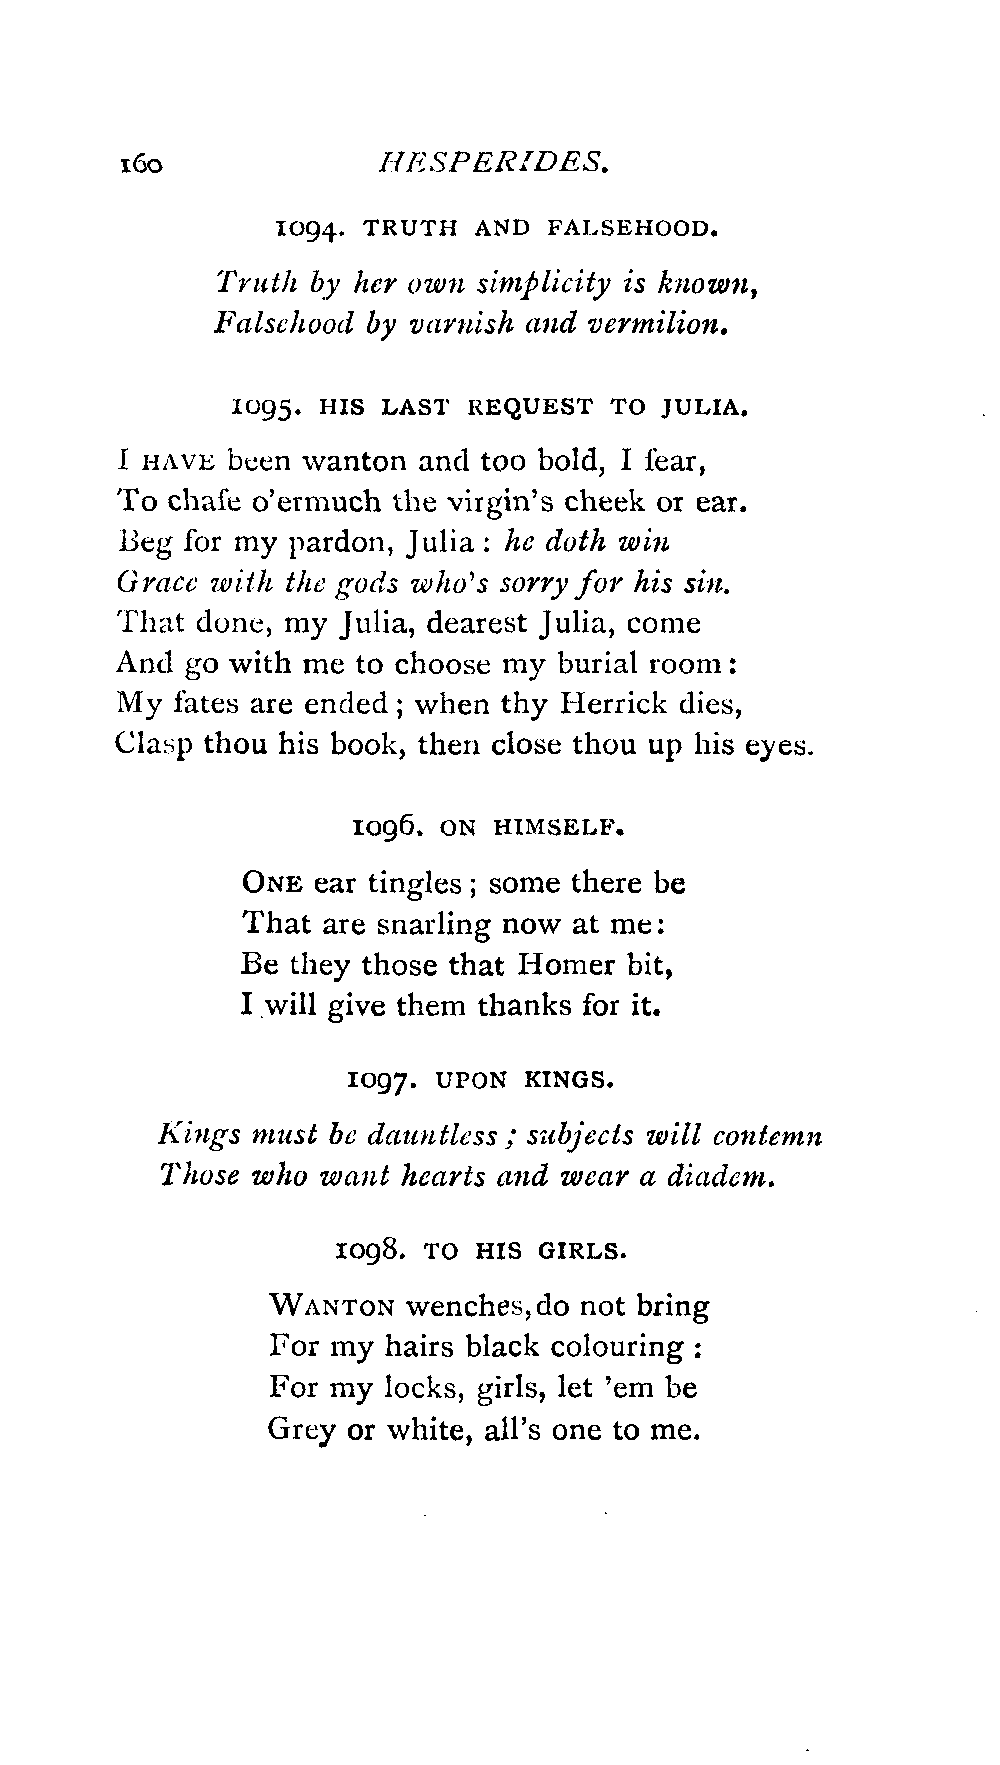 160 HESPERIDES.
1094. TRUTH AND FALSEHOOD.
Truth by her own simplicity is known,
Falsehood by varnish and vermilion.
1095. HIS LAST REQUEST TO JULIA.
I HAVE been wanton and too bold, I fear,
To chafe o'ermuch the virgin's cheek or ear.
Beg for my pardon, Julia : he doth win
Grace with the gods who's sorry for his sin.
That done, my Julia, dearest Julia, come
And go with me to choose my burial room :
My fates are ended ; when thy Herrick dies,
Clasp thou his book, then close thou up his eyes.
1096. ON HIMSELF.
ONE ear tingles ; some there be
That are snarling now at me :
Be they those that Homer bit,
I will give them thanks for it.
1097. UPON KINGS.
Kings must be dauntless ; subjects will contemn
Those who want hearts and wear a diadem.
1098. TO HIS GIRLS.
WANTON wenches, do not bring
For my hairs black colouring :
For my locks, girls, let 'em be
Grey or white, all's one to me.